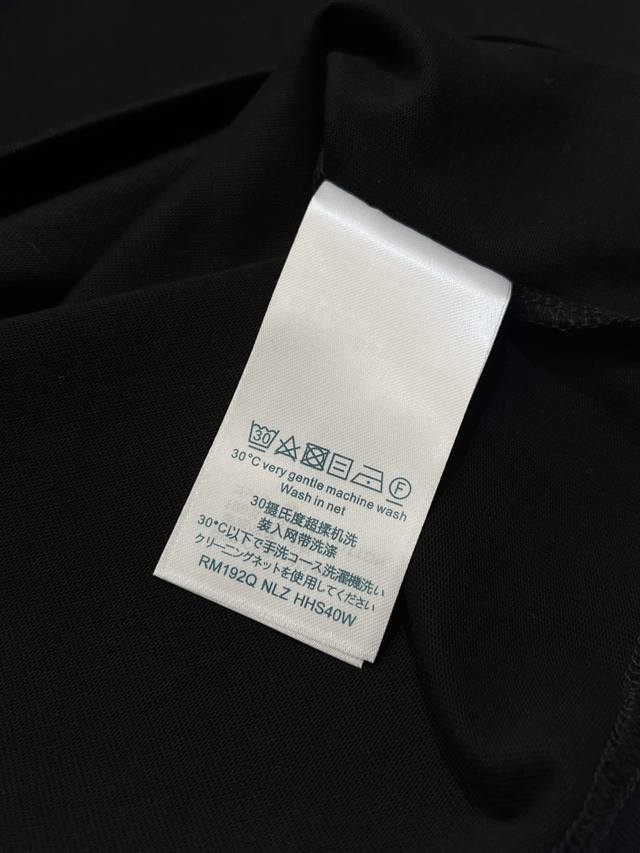 30
F
30°C very gentle machine wash
Wash in net
30摄氏度超揉机洗
装入网带洗涤
30°C以下で手洗コース洗濯機洗い
クリーニングネットを使用してください
RM192Q NLZ HHS40W